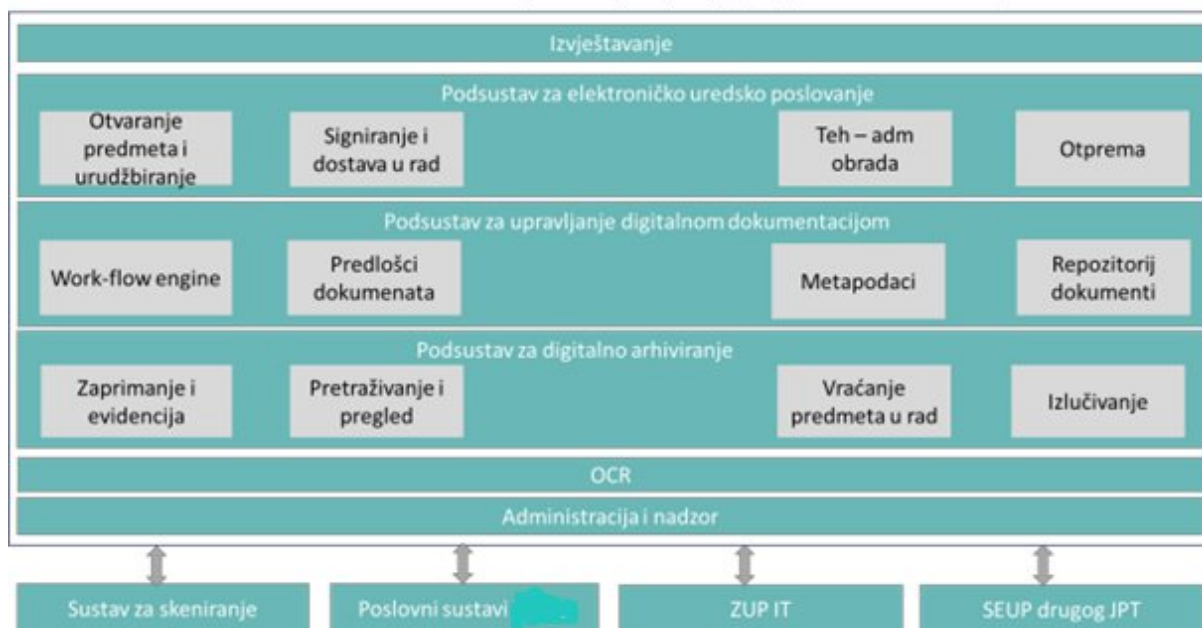 Izvještavanje
Podsustav za elektroničko uredsko poslovanje
Otvaranje
predmeta i
urudžbiranje
Signiranje i
dostava u rad
Teh – adm
obrada
Otprema
Podsustav za upravljanje digitalnom dokumentacijom
Work-flow engine
Predlošci
dokumenata
Metapodaci
Repozitorij
dokumenti
Podsustav za digitalno arhiviranje
Zaprimanje i
evidencija
Pretraživanje i
pregled
Vraćanje
predmeta u rad
Izlučivanje
OCR
Administracija i nadzor
Sustav za skeniranje
Poslovni sustavi
ZUP IT
SEUP drugog JPT